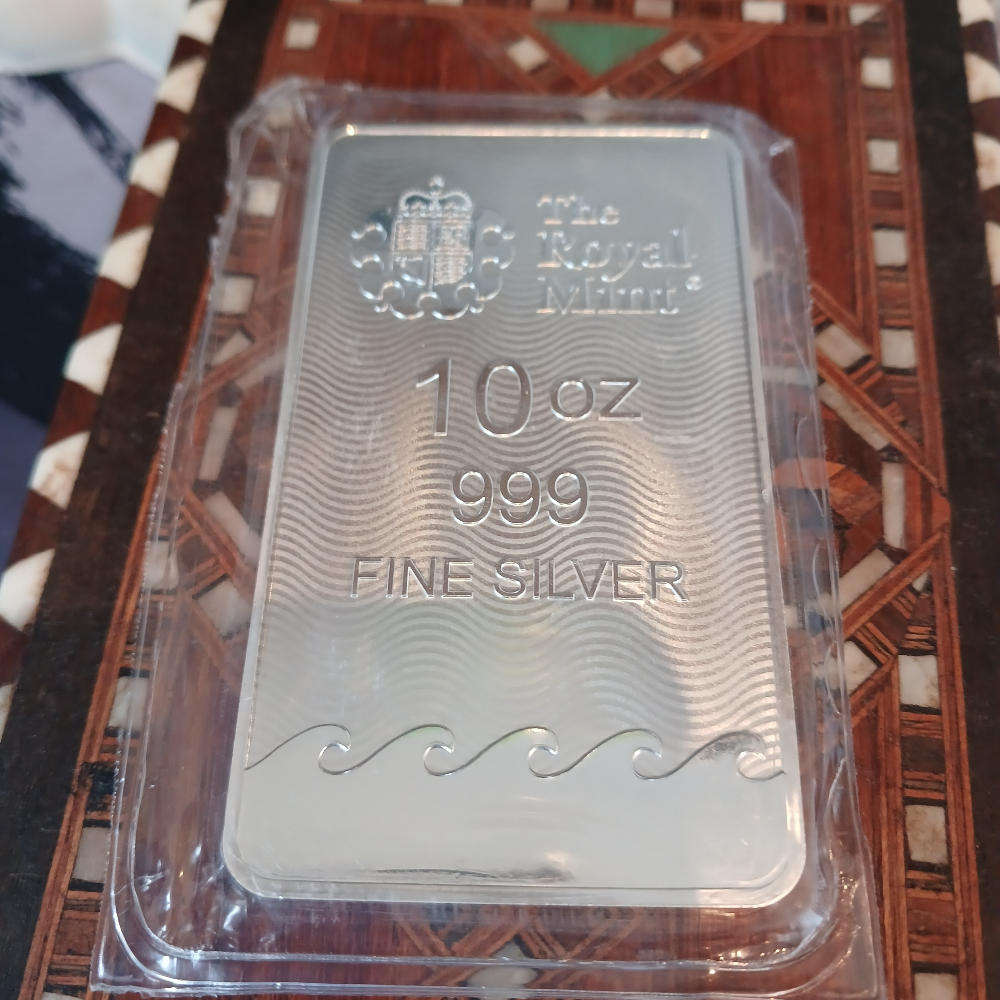 The
Royal
Mint®
10 oz
999
FINE SILVER